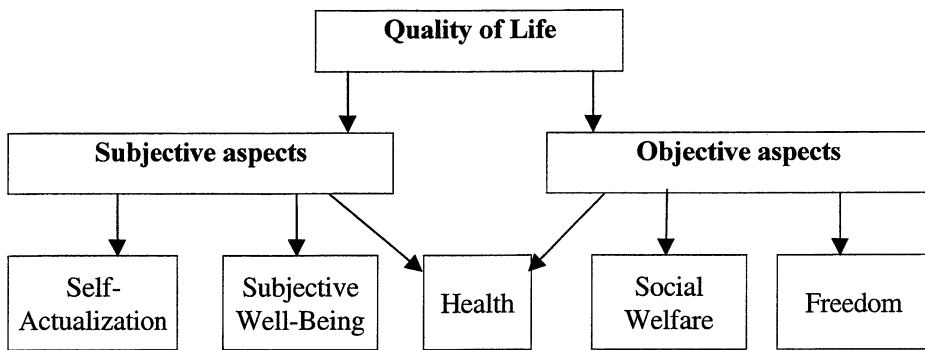 Quality of Life
Subjective aspects
Objective aspects
Self-
Actualization
Subjective
Well-Being
Health
Social
Welfare
Freedom